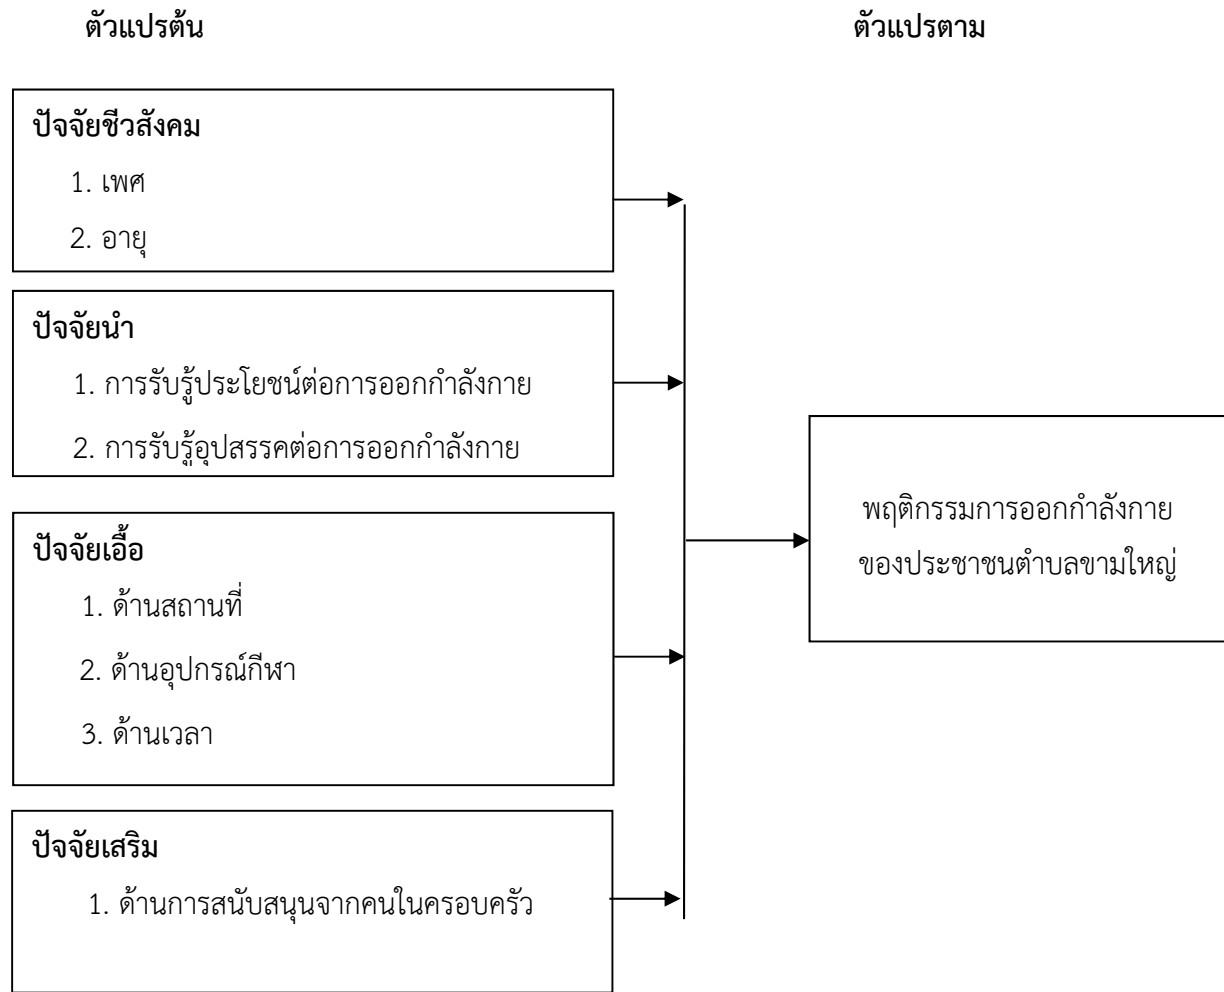 ตัวแปรต้น
ตัวแปรตาม
ปัจจัยชีวสังคม
1. เพศ
2. อายุ
ปัจจัยนำ
1. การรับรู้ประโยชน์ต่อการออกกำลังกาย
2. การรับรู้อุปสรรคต่อการออกกำลังกาย
ปัจจัยเอื้อ
1. ด้านสถานที่
2. ด้านอุปกรณ์กีฬา
3. ด้านเวลา
ปัจจัยเสริม
1. ด้านการสนับสนุนจากคนในครอบครัว
พฤติกรรมการออกกำลังกาย
ของประชาชนตำบลขามใหญ่